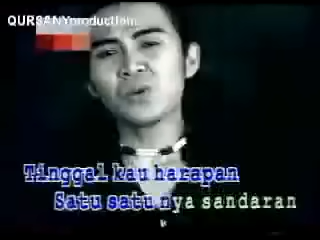 QURSANYproduction
Tinggal kau harapan
Satu satunya sandaran